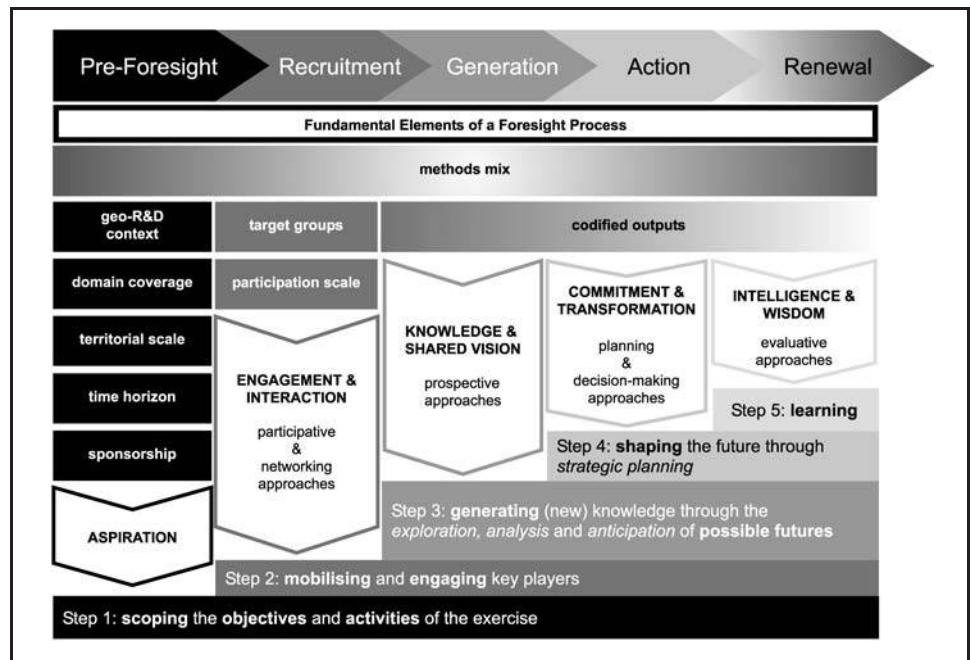 Pre-Foresight
Recruitment
Generation
Action
Renewal
Fundamental Elements of a Foresight Process
methods mix
geo-R&D
context
target groups
codified outputs
domain coverage
participation scale
territorial scale
time horizon
sponsorship
ASPIRATION
ENGAGEMENT &
INTERACTION
participative
&
networking
approaches
KNOWLEDGE &
SHARED VISION
prospective
approaches
COMMITMENT &
TRANSFORMATION
planning
&
decision-making
approaches
INTELLIGENCE &
WISDOM
evaluative
approaches
Step 5: learning
Step 4: shaping the future through
strategic planning
Step 3: generating (new) knowledge through the
exploration, analysis and anticipation of possible futures
Step 2: mobilising and engaging key players
Step 1: scoping the objectives and activities of the exercise